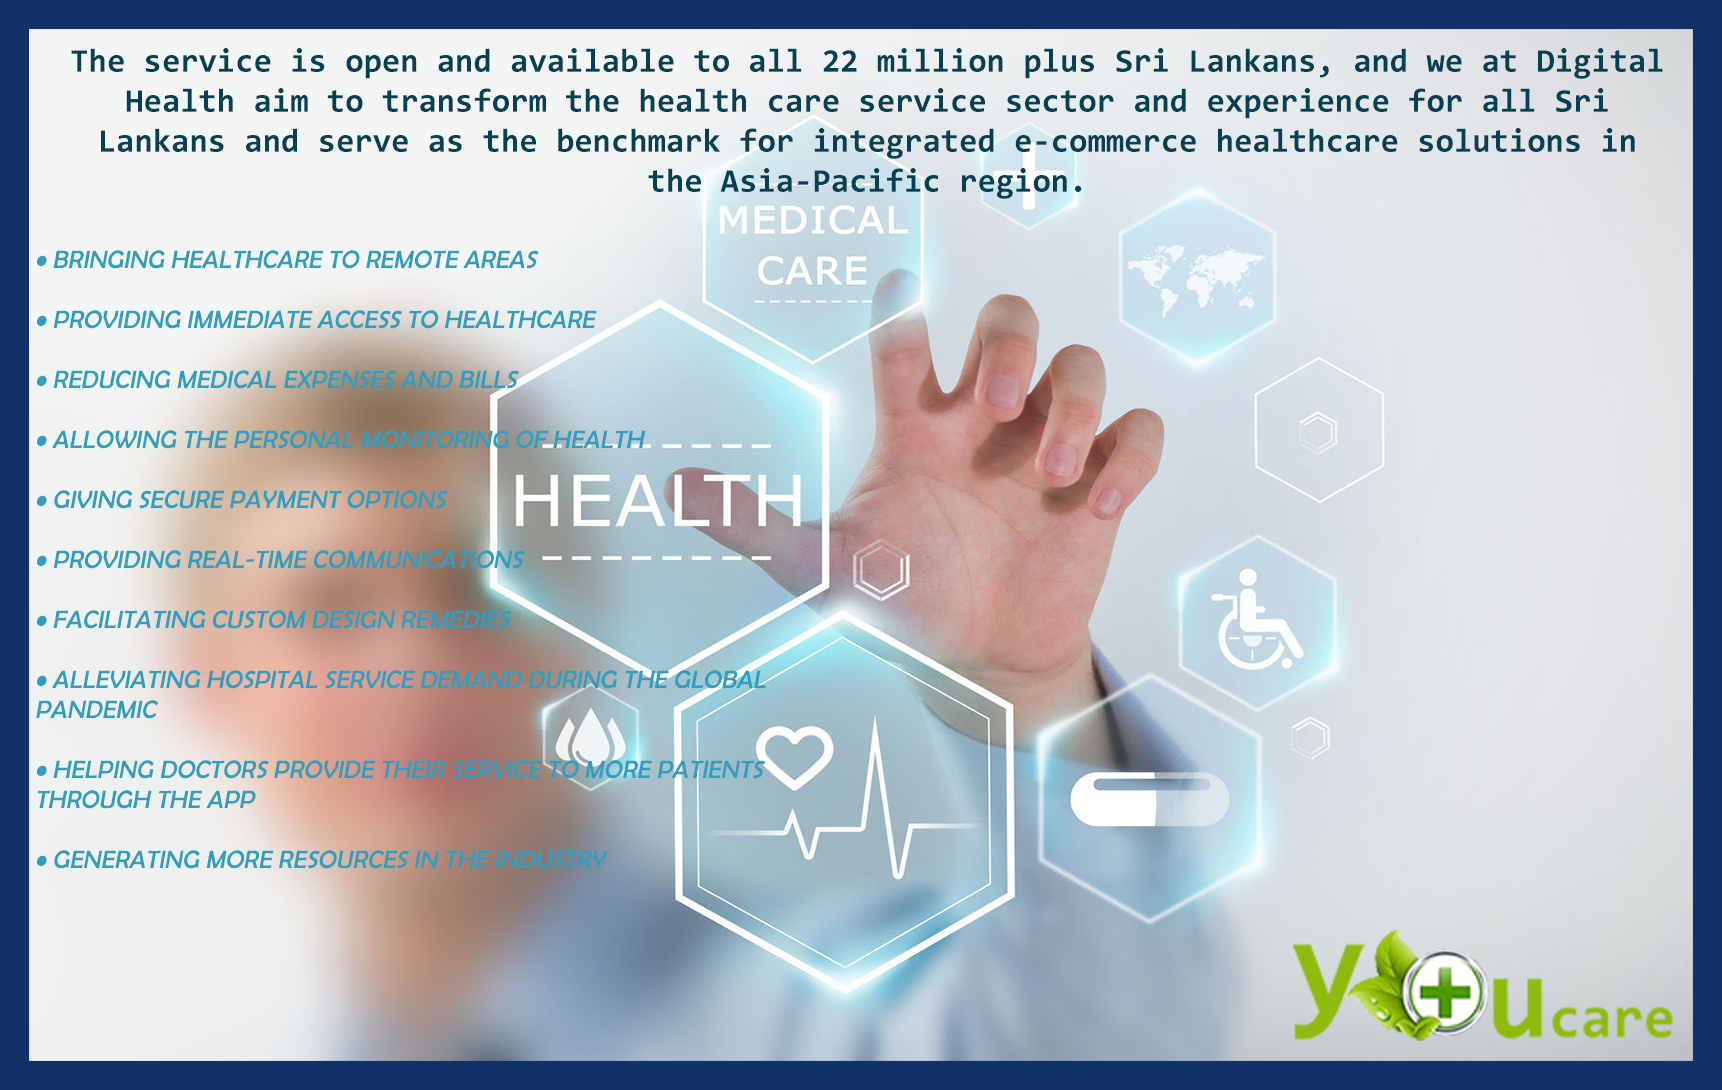 The service is open and available to all 22 million plus Sri Lankans, and we at Digital
Health aim to transform the health care service sector and experience for all Sri
Lankans and serve as the benchmark for integrated e-commerce healthcare solutions in
the Asia-Pacific region.
MEDICAL
CARE
• BRINGING HEALTHCARE TO REMOTE AREAS
• PROVIDING IMMEDIATE ACCESS TO HEALTHCARE
• REDUCING MEDICAL EXPENSES AND BILLS
• ALLOWING THE PERSONAL MONITORING OF HEALTH
HEALTH
• GIVING SECURE PAYMENT OPTIONS
• PROVIDING REAL-TIME COMMUNICATIONS
• FACILITATING CUSTOM DESIGN REMEDIES
• ALLEVIATING HOSPITAL SERVICE DEMAND DURING THE GLOBAL
PANDEMIC
• HELPING DOCTORS PROVIDE THEIR SERVICE TO MORE PATIENTS
THROUGH THE APP
• GENERATING MORE RESOURCES IN THE INDUSTRY
youcare